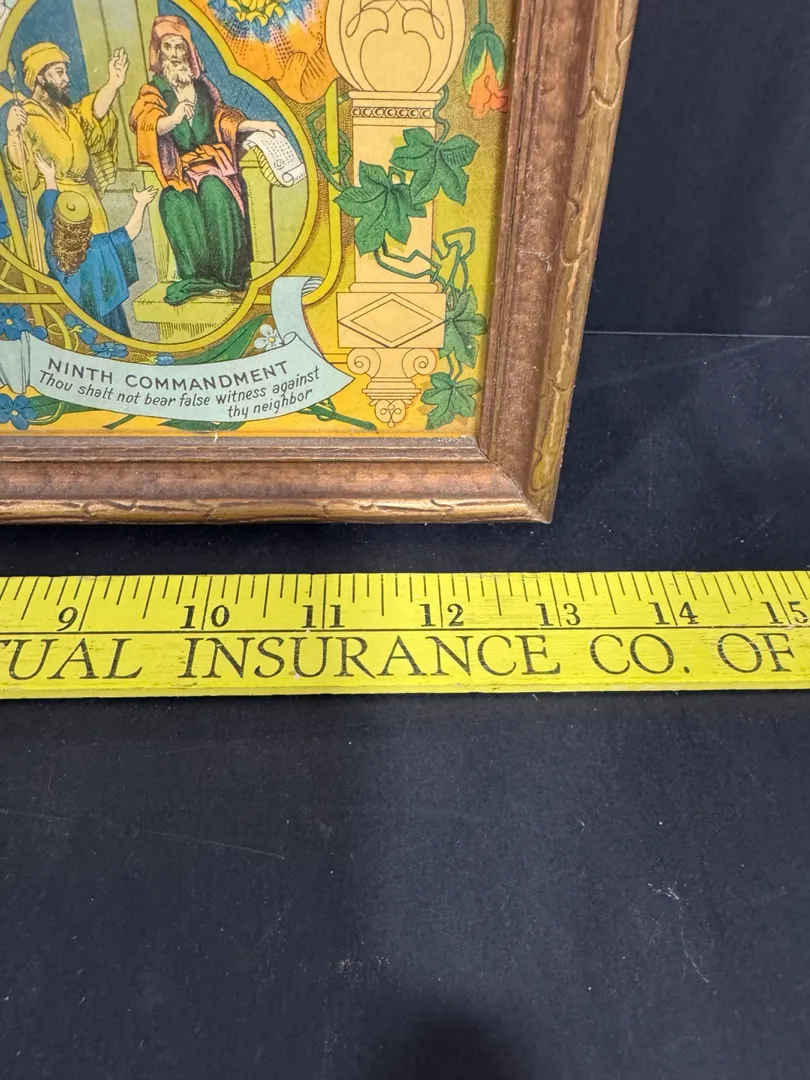 NINTH COMMANDMENT
Thou shalt not bear false witness against
thy neighbor
9 10 11 12 13 14 15
TUAL INSURANCE CO. OF